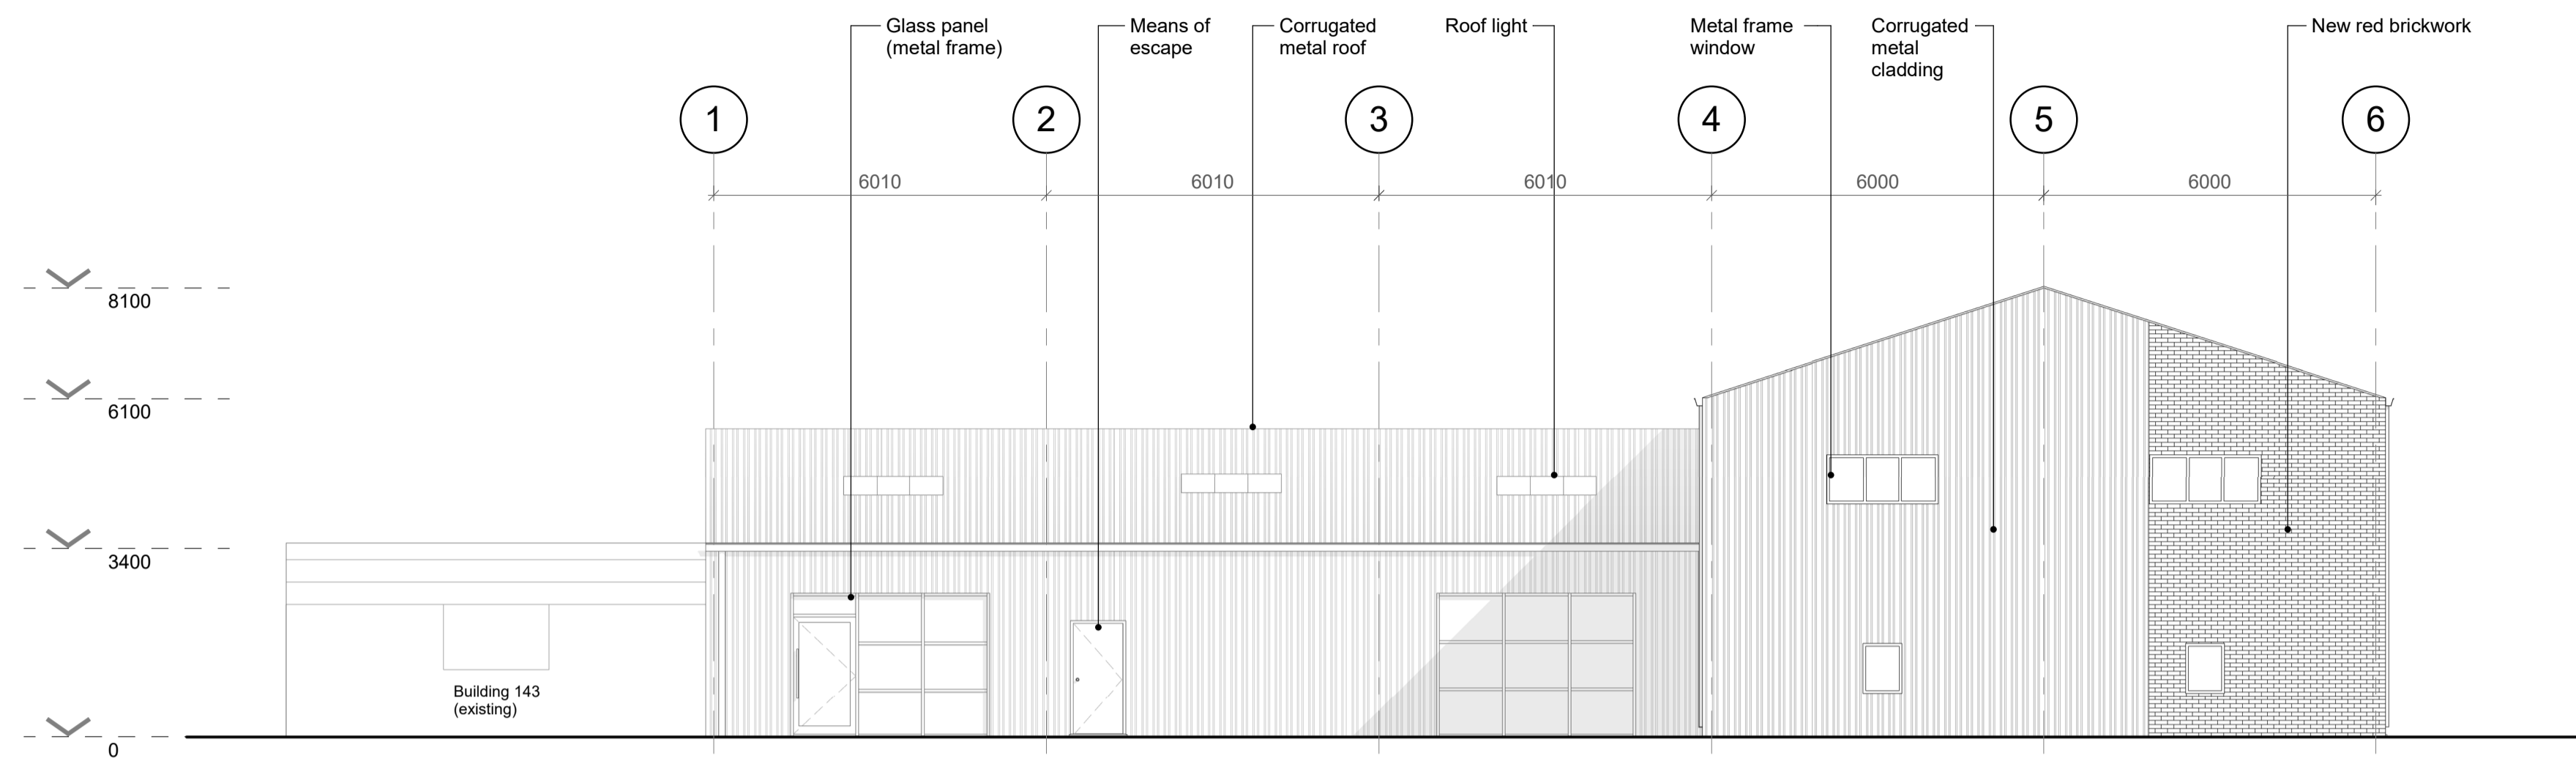 Glass panel
(metal frame)
Means of
escape
Corrugated
metal roof
Roof light
Metal frame
window
Corrugated
metal
cladding
New red brickwork
1
2
3
4
5
6
6010
6010
6010
6000
6000
8100
6100
3400
0
Building 143
(existing)